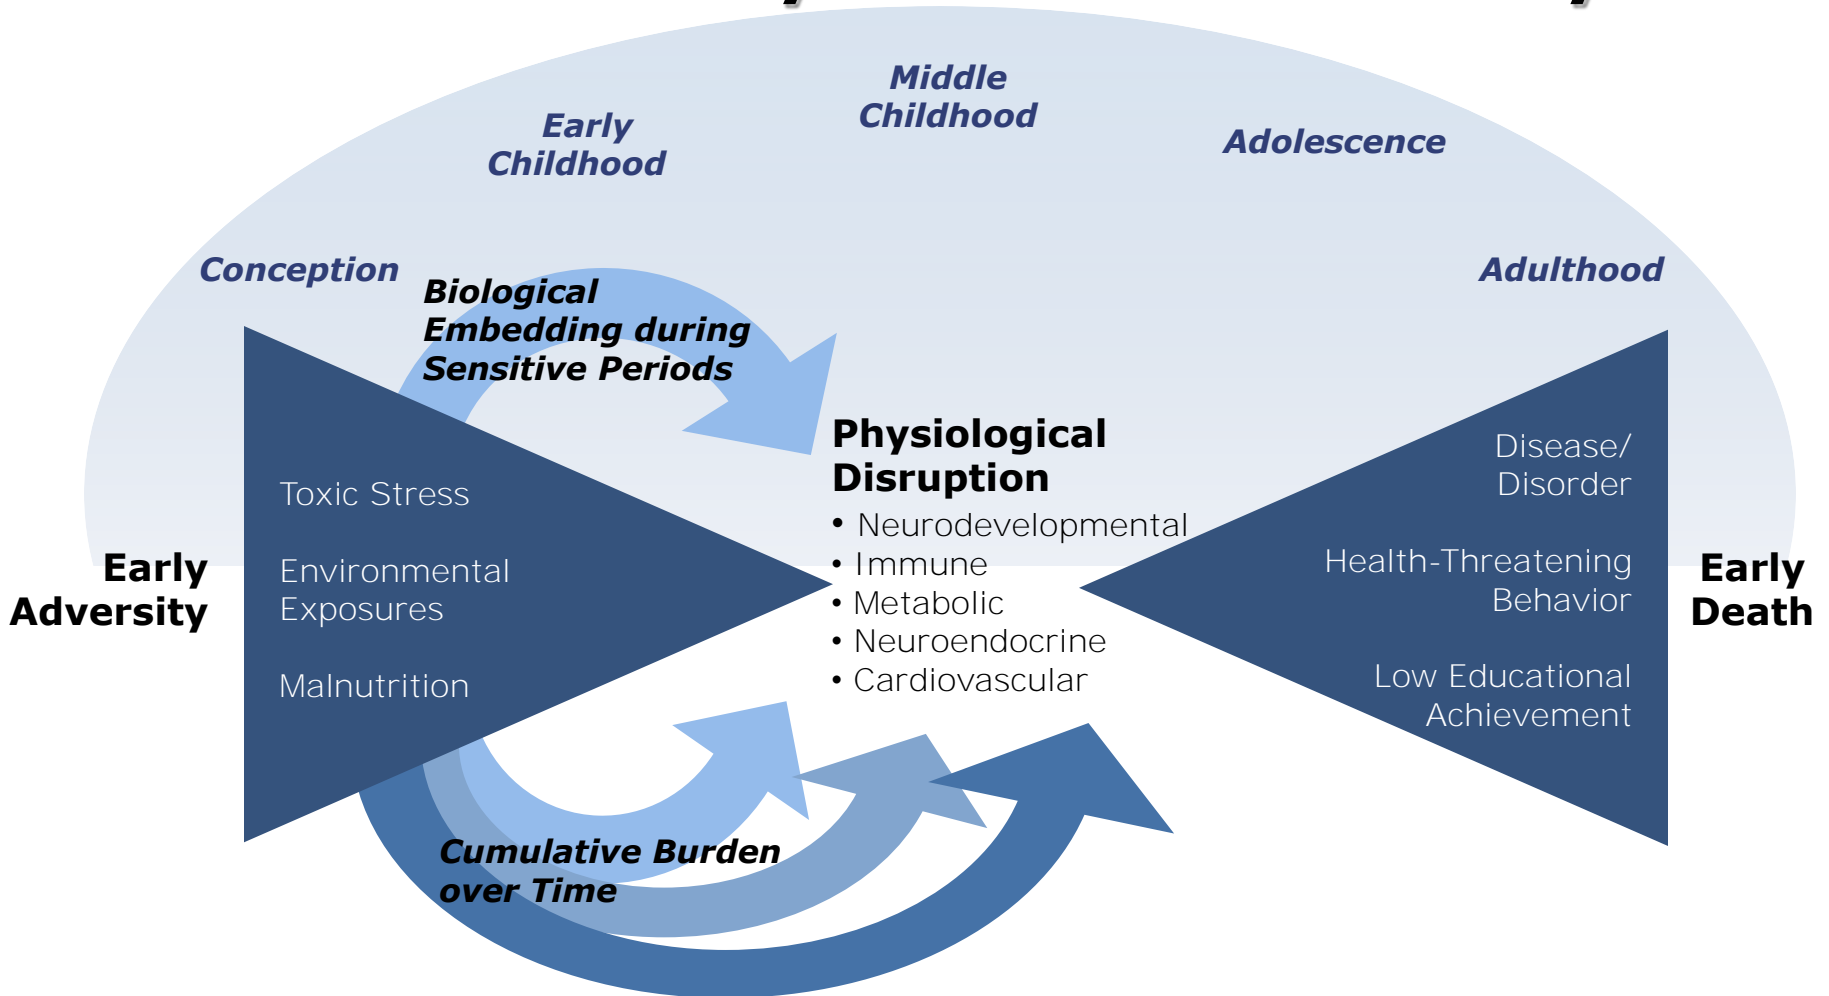 Middle
Childhood
Early
Childhood
Adolescence
Conception
Adulthood
Biological
Embedding during
Sensitive Periods
Physiological
Disruption
• Neurodevelopmental
• Immune
• Metabolic
• Neuroendocrine
• Cardiovascular
Early
Adversity
Toxic Stress
Environmental
Exposures
Malnutrition
Disease/
Disorder
Health-Threatening
Behavior
Low Educational
Achievement
Early
Death
Cumulative Burden
over Time